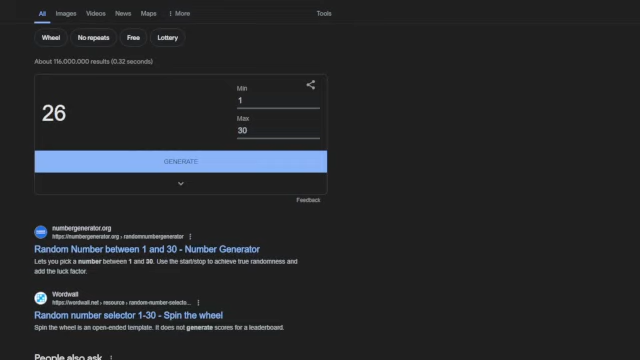 All Images Videos News Maps More Tools
Wheel No repeats Free Lottery
About 116.000.000 results (0.32 seconds)
Min
1
26
Max
30
GENERATE
Feedback
numbergenerator.org
https://numbergenerator.org › randomnumbergenerator
Random Number between 1 and 30 - Number Generator
Lets you pick a number between 1 and 30. Use the start/stop to achieve true randomness and
add the luck factor.
Wordwall
https://wordwall.net › resource › random-number-selecto...
Random number selector 1-30 - Spin the wheel
Spin the wheel is an open-ended template. It does not generate scores for a leaderboard.
People also ask